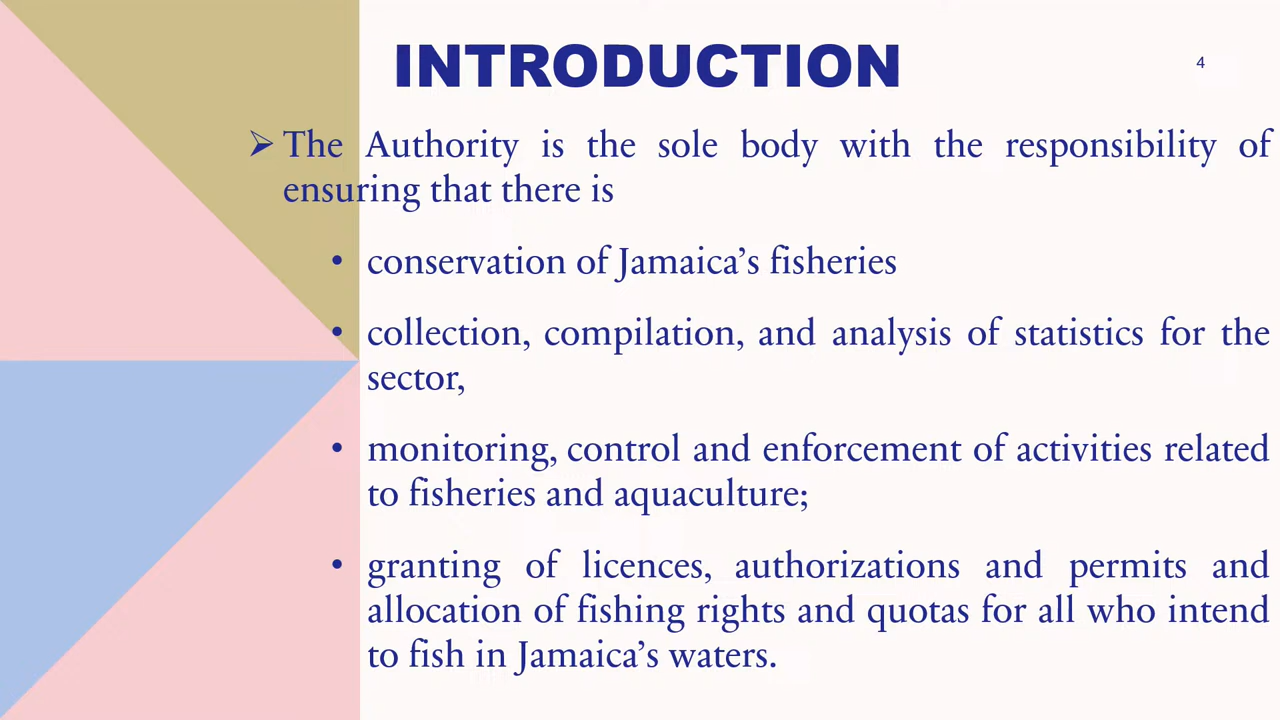 INTRODUCTION
4
➢ The Authority is the sole body with the responsibility of
ensuring that there is
• conservation of Jamaica’s fisheries
• collection, compilation, and analysis of statistics for the
sector,
• monitoring, control and enforcement of activities related
to fisheries and aquaculture;
• granting of licences, authorizations and permits and
allocation of fishing rights and quotas for all who intend
to fish in Jamaica’s waters.